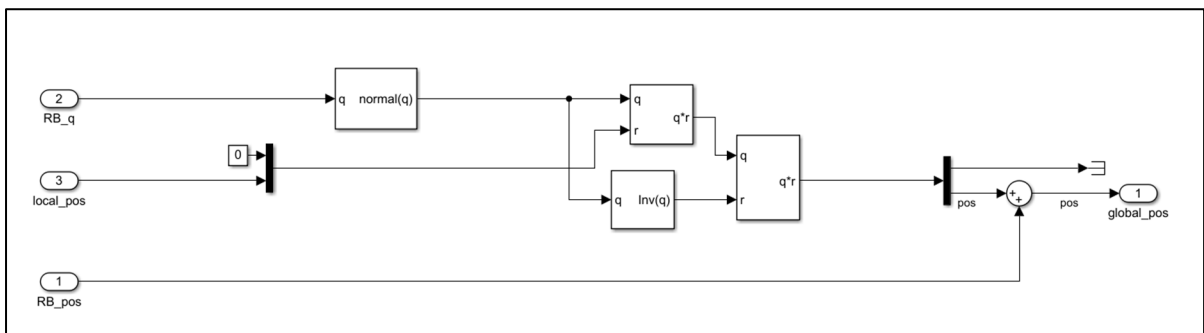 2
RB_q
q normal(q)
q
q*r
r
0
3
local_pos
q
q*r
r
q Inv(q)
pos
+
+
pos
1
global_pos
1
RB_pos